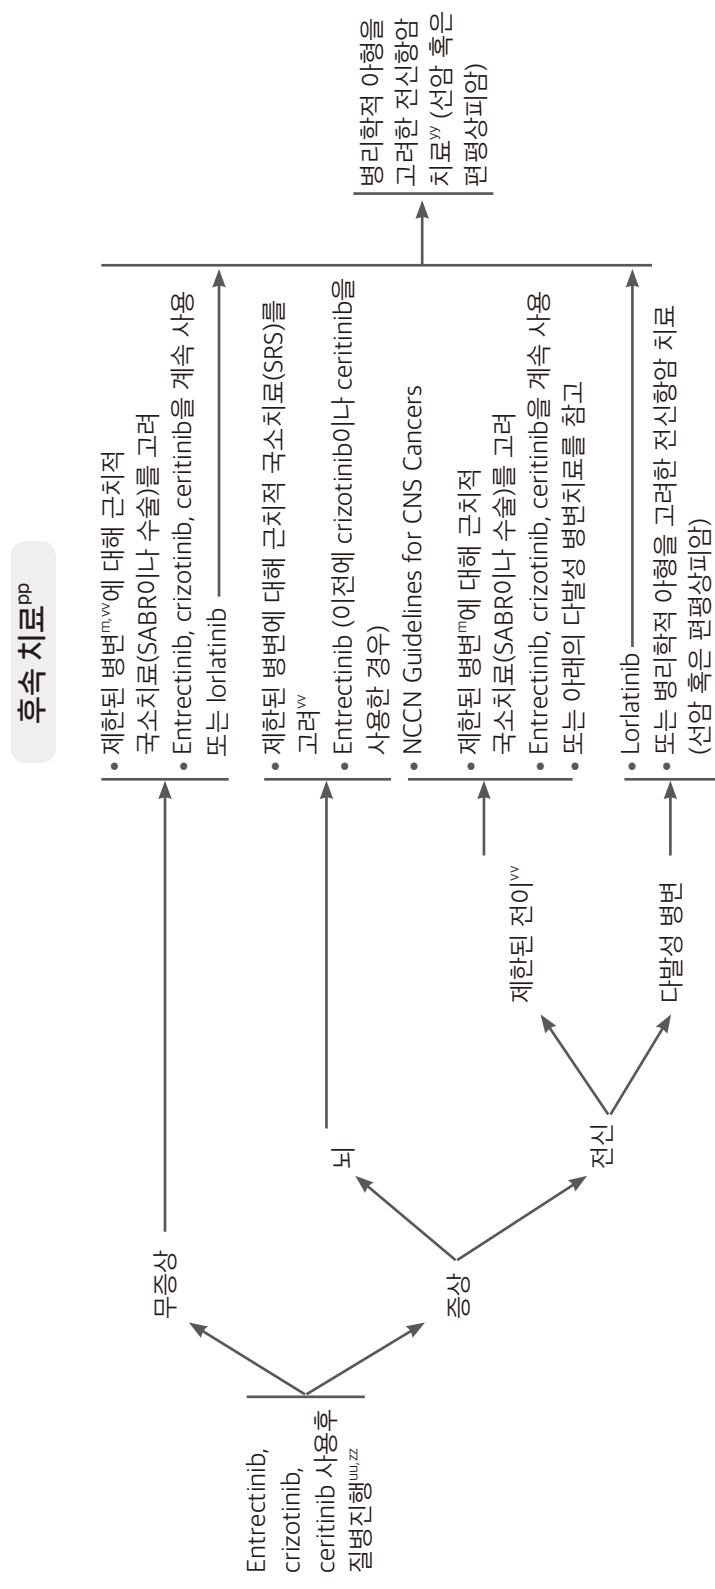 후속 치료pp
Entrectinib,
crizotinib,
ceritinib 사용후
질병진행uu,zz
무증상
증상
뇌
전신
제한된 전이vv
다발성 병변
• 제한된 병변m,vv에 대해 근치적
국소치료(SABR이나 수술)를 고려
• Entrectinib, crizotinib, ceritinib을 계속 사용
또는 lorlatinib
• 제한된 병변에 대해 근치적 국소치료(SRS)를
고려vv
• Entrectinib (이전에 crizotinib이나 ceritinib을
사용한 경우)
• NCCN Guidelines for CNS Cancers
• 제한된 병변m에 대해 근치적
국소치료(SABR이나 수술)를 고려
• Entrectinib, crizotinib, ceritinib을 계속 사용
• 또는 아래의 다발성 병변치료를 참고
• Lorlatinib
• 또는 병리학적 아형을 고려한 전신항암 치료
(선암 혹은 편평상피암)
병리학적 아형을
고려한 전신항암
치료yy (선암 혹은
편평상피암)